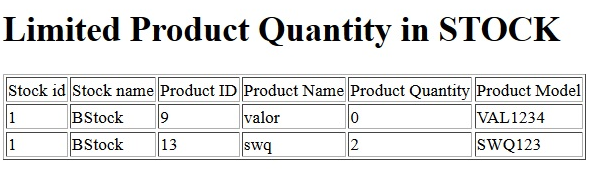 Limited Product Quantity in STOCK
Stock id Stock name Product ID Product Name Product Quantity Product Model
1 BStock 9 valor 0 VAL1234
1 BStock 13 swq 2 SWQ123